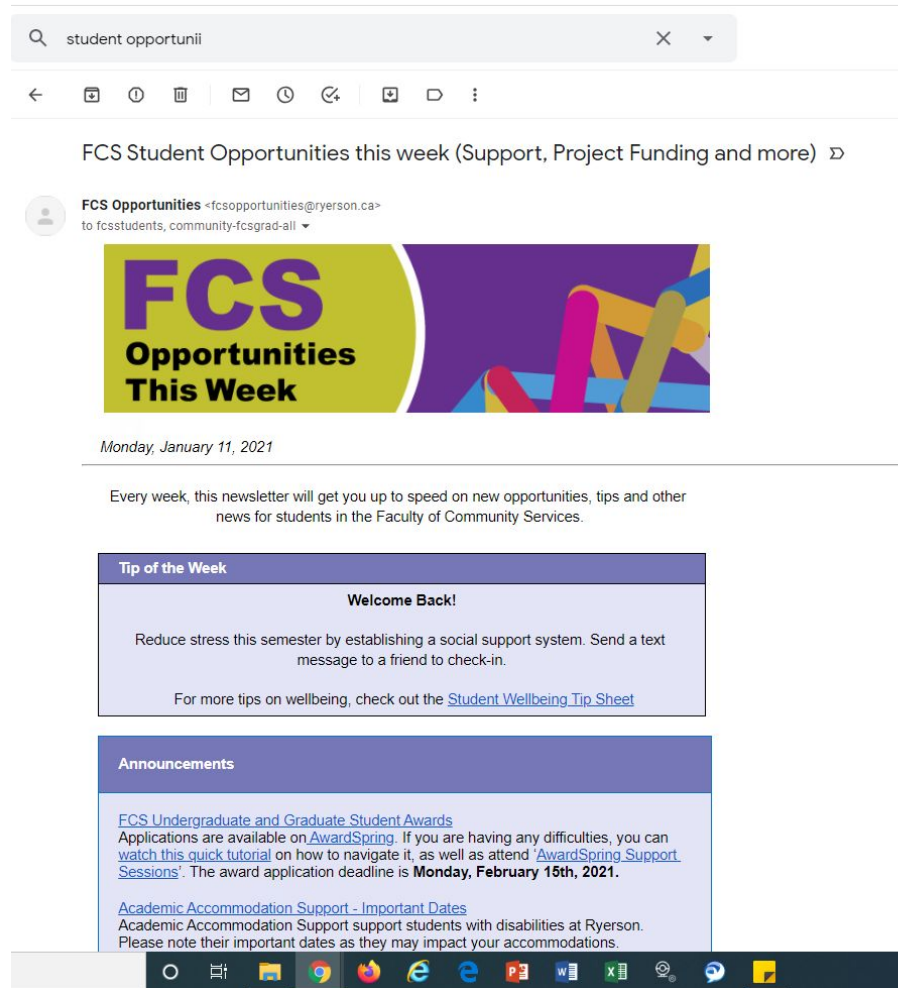 student opportunii
FCS Student Opportunities this week (Support, Project Funding and more)
FCS Opportunities <fcsopportunities@ryerson.ca>
to fcsstudents, community-fcsgrad-all
FCS
Opportunities
This Week
Monday, January 11, 2021
Every week, this newsletter will get you up to speed on new opportunities, tips and other
news for students in the Faculty of Community Services.
Tip of the Week
Welcome Back!
Reduce stress this semester by establishing a social support system. Send a text
message to a friend to check-in.
For more tips on wellbeing, check out the Student Wellbeing Tip Sheet
Announcements
FCS Undergraduate and Graduate Student Awards
Applications are available on AwardSpring. If you are having any difficulties, you can
watch this quick tutorial on how to navigate it, as well as attend 'AwardSpring Support
Sessions'. The award application deadline is Monday, February 15th, 2021.
Academic Accommodation Support - Important Dates
Academic Accommodation Support support students with disabilities at Ryerson.
Please note their important dates as they may impact your accommodations.